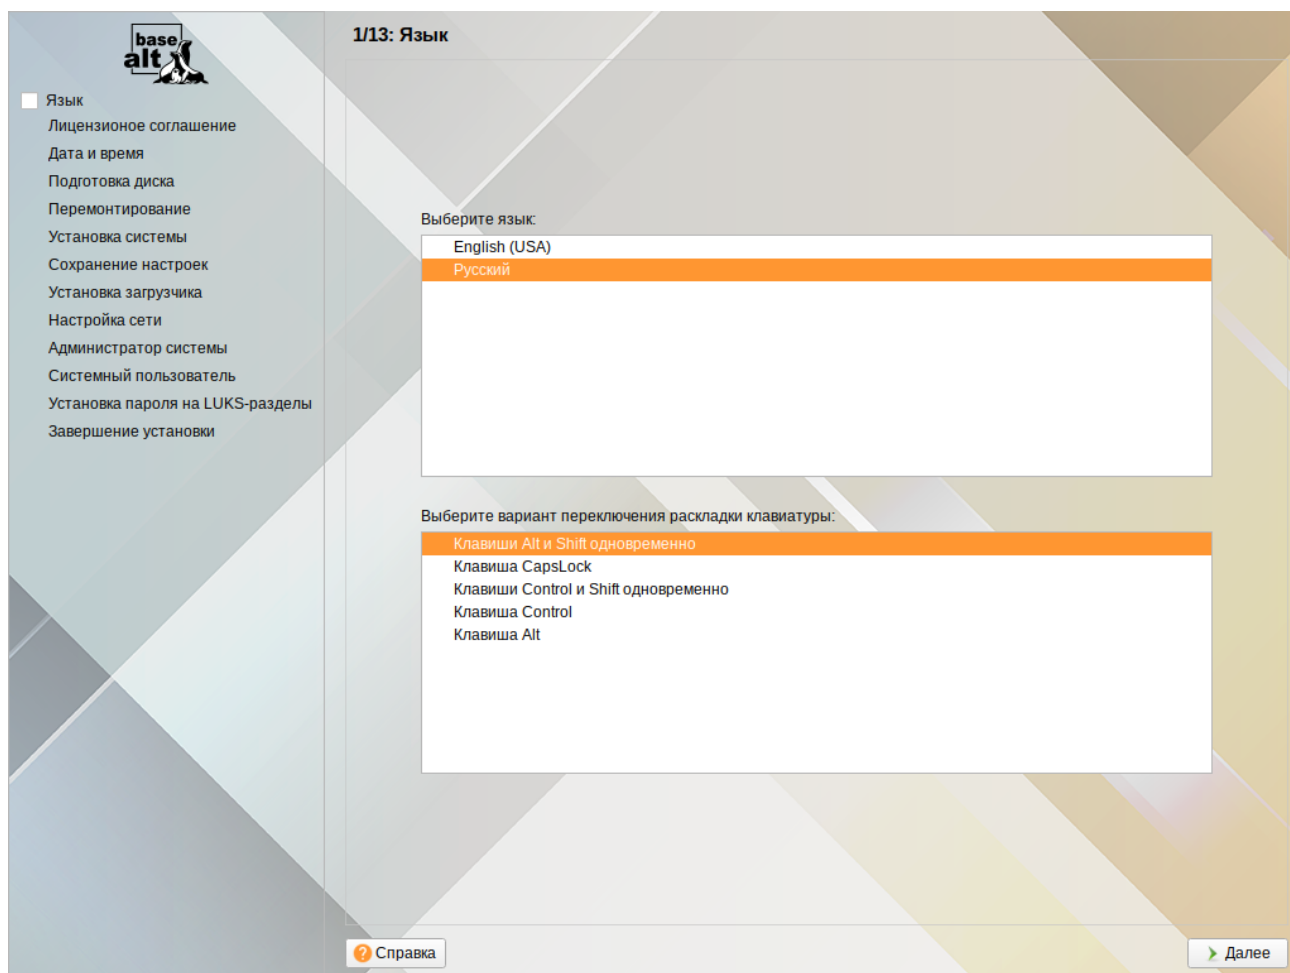 base
alt
Язык
Лицензионое соглашение
Дата и время
Подготовка диска
Перемонтирование
Установка системы
Сохранение настроек
Установка загрузчика
Настройка сети
Администратор системы
Системный пользователь
Установка пароля на LUKS-разделы
Завершение установки
1/13: Язык
Выберите язык:
English (USA)
Русский
Выберите вариант переключения раскладки клавиатуры:
Клавиши Alt и Shift одновременно
Клавиша CapsLock
Клавиши Control и Shift одновременно
Клавиша Control
Клавиша Alt
? Справка
Далее